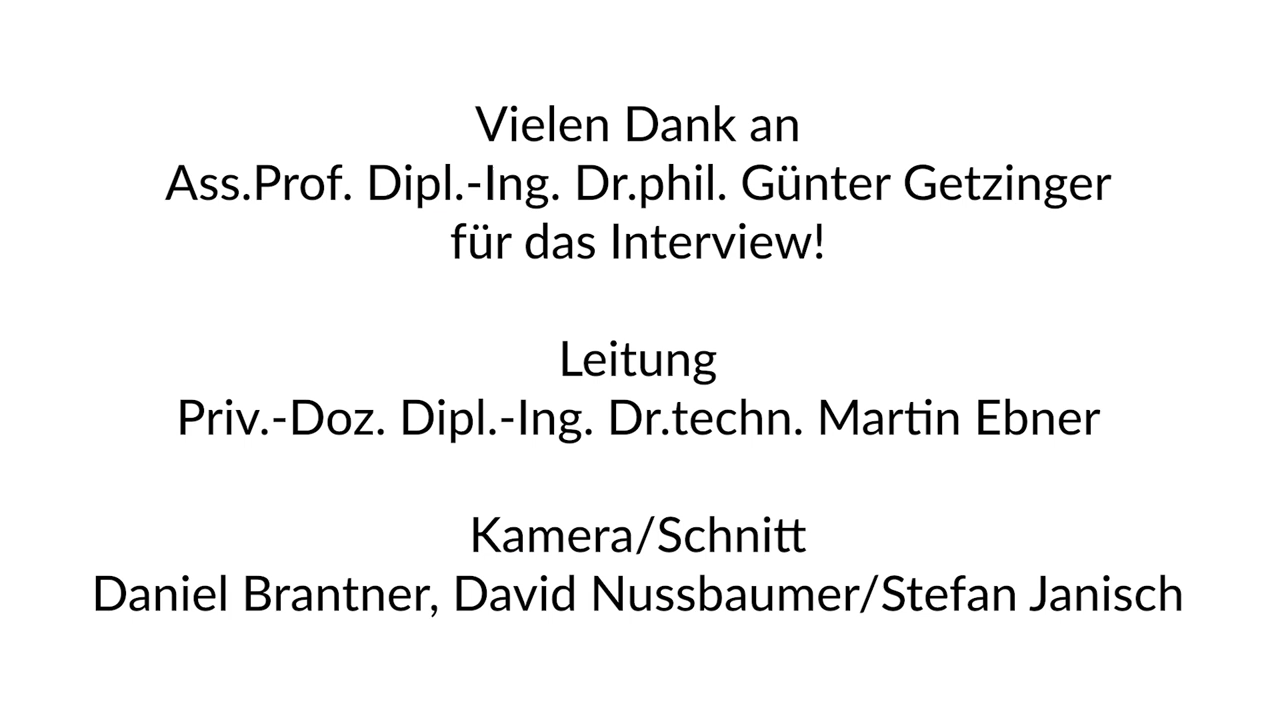 Vielen Dank an
Ass.Prof. Dipl.-Ing. Dr.phil. Günter Getzinger
für das Interview!
Leitung
Priv.-Doz. Dipl.-Ing. Dr.techn. Martin Ebner
Kamera/Schnitt
Daniel Brantner, David Nussbaumer/Stefan Janisch